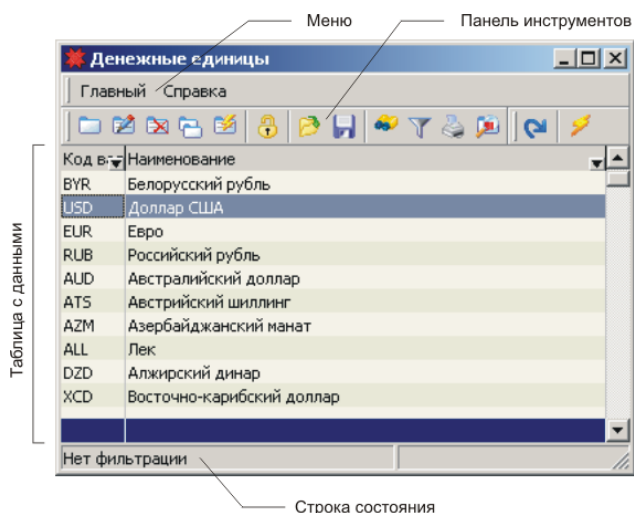 Меню
Панель инструментов
Денежные единицы
Главный Справка
Код в Наименование
BYR Белорусский рубль
USD Доллар США
EUR Евро
RUB Российский рубль
AUD Австралийский доллар
ATS Австрийский шиллинг
AZM Азербайджанский манат
ALL Лек
DZD Алжирский динар
XCD Восточно-карибский доллар
Таблица с данными
Нет фильтрации
Строка состояния